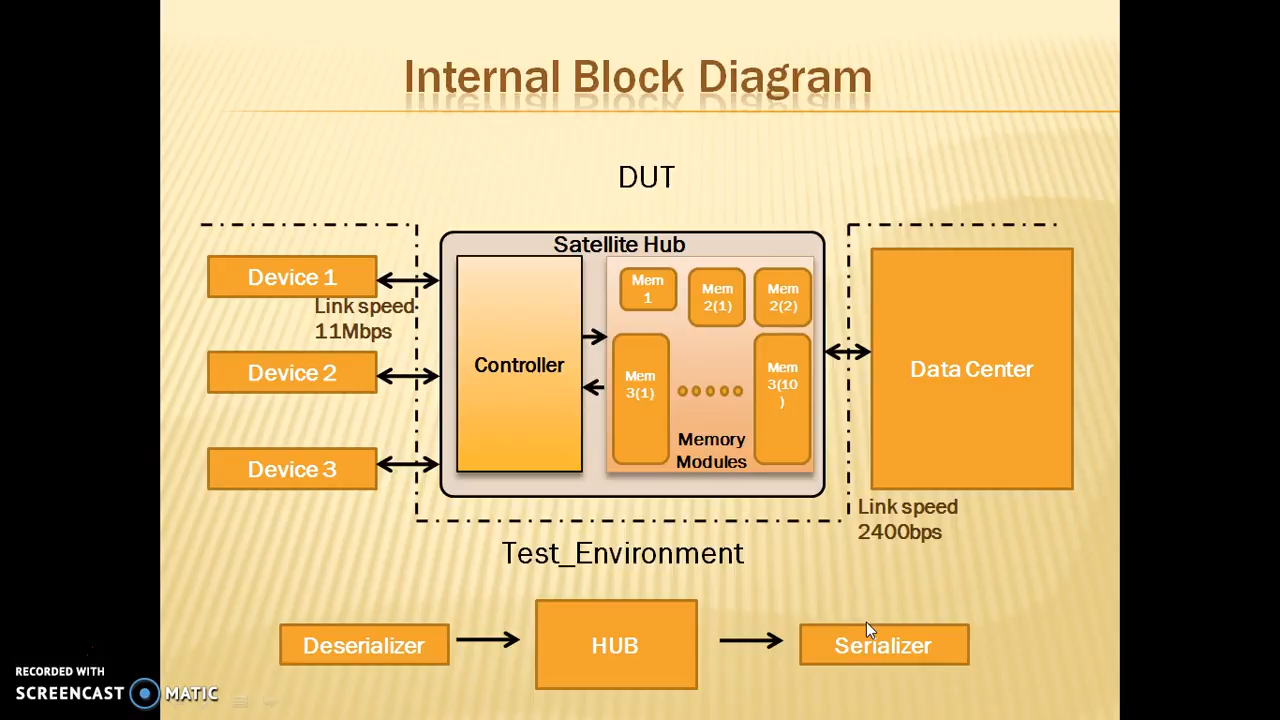 Internal Block Diagram
DUT
Satellite Hub
Device 1
Link speed
11Mbps
Device 2
Device 3
Controller
Mem
1
Mem
2(1)
Mem
2(2)
Mem
3(1)
Mem
3(10
)
Memory
Modules
Data Center
Link speed
2400bps
Test_Environment
Deserializer
HUB
Serializer
RECORDED WITH
SCREENCAST MATIC